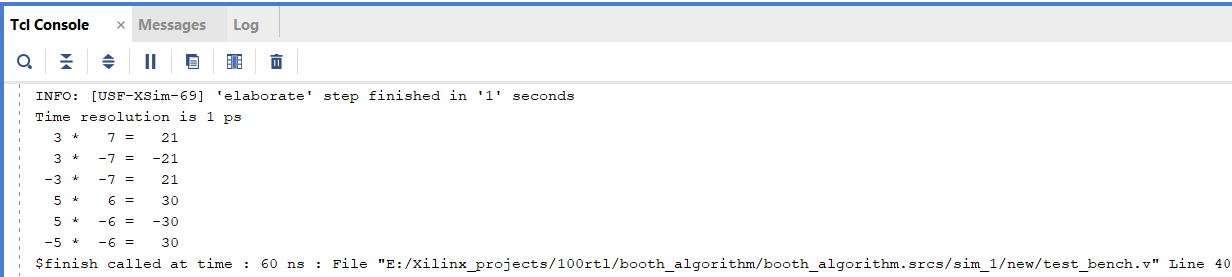 Tcl Console × Messages Log
INFO: [USF-XSim-69] 'elaborate' step finished in '1' seconds
Time resolution is 1 ps
3 * 7 = 21
3 * -7 = -21
-3 * -7 = 21
5 * 6 = 30
5 * -6 = -30
-5 * -6 = 30
$finish called at time : 60 ns : File "E:/Xilinx_projects/100rtl/booth_algorithm/booth_algorithm.srcs/sim_1/new/test_bench.v" Line 40